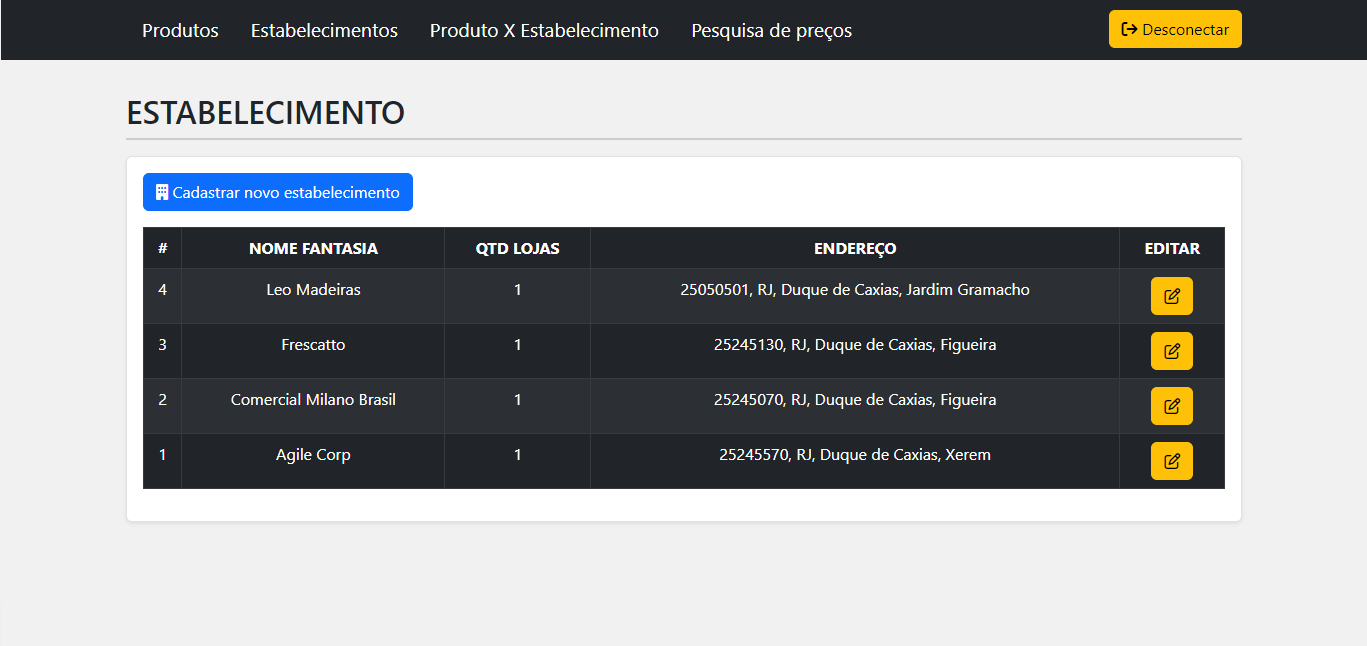 Produtos Estabelecimentos Produto X Estabelecimento Pesquisa de preços Desconectar
ESTABELECIMENTO
Cadastrar novo estabelecimento
# NOME FANTASIA QTD LOJAS ENDEREÇO EDITAR
4 Leo Madeiras 1 25050501, RJ, Duque de Caxias, Jardim Gramacho
3 Frescatto 1 25245130, RJ, Duque de Caxias, Figueira
2 Comercial Milano Brasil 1 25245070, RJ, Duque de Caxias, Figueira
1 Agile Corp 1 25245570, RJ, Duque de Caxias, Xerem